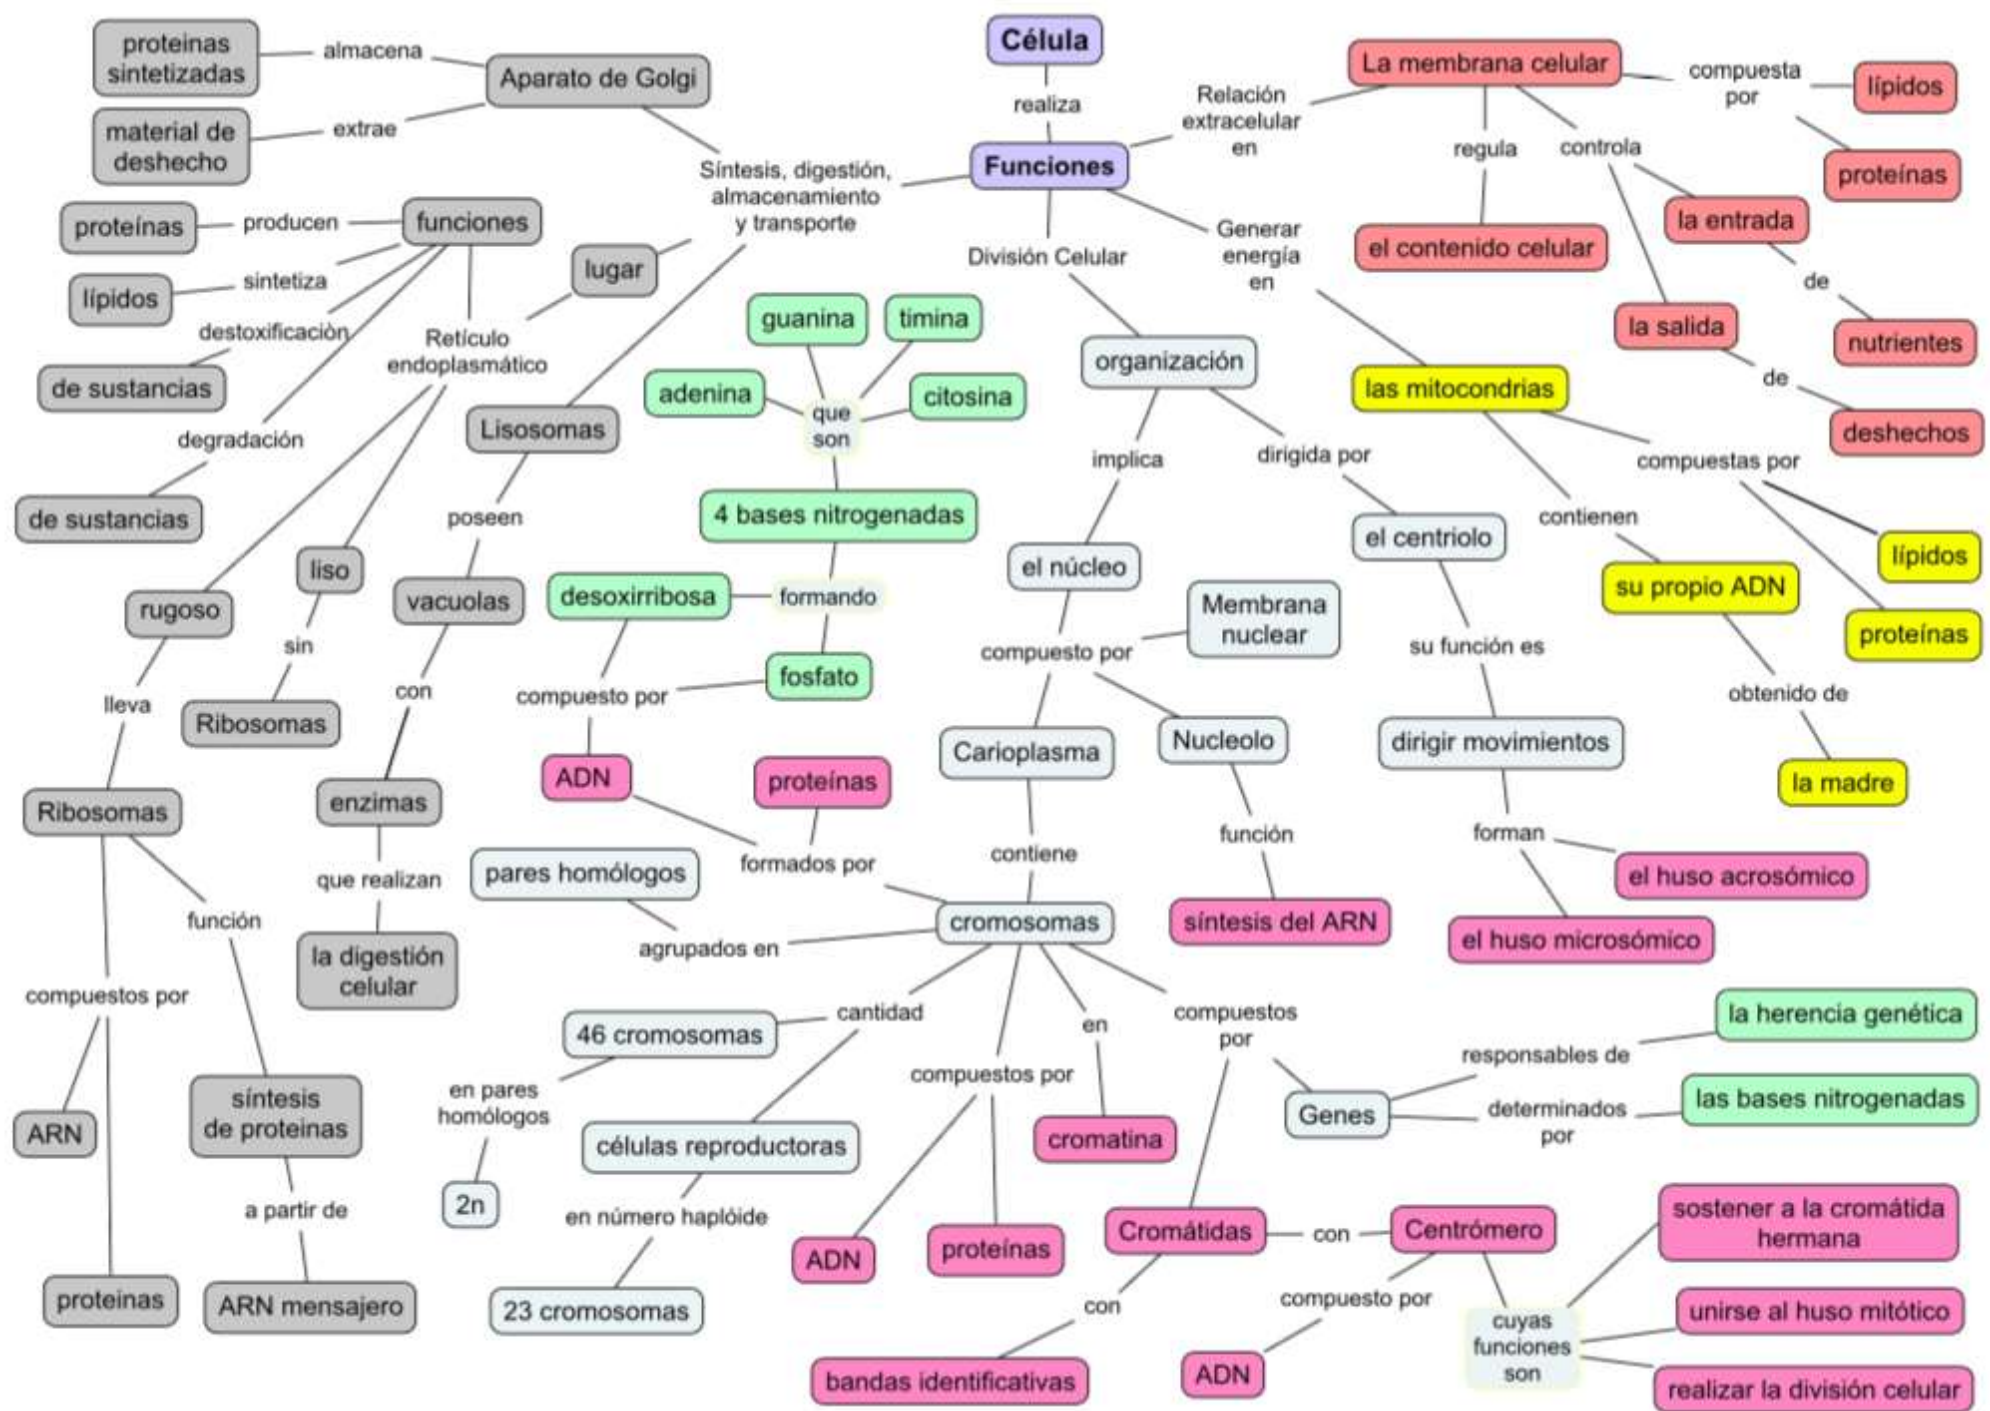 Célula
realiza
Funciones
Síntesis, digestión,
almacenamiento
y transporte
Aparato de Golgi
almacena
proteinas
sintetizadas
extrae
material de
deshecho
lugar
Retículo
endoplasmático
funciones
producen
proteínas
sintetiza
lípidos
destoxificaciòn
de sustancias
degradación
de sustancias
rugoso
lleva
Ribosomas
compuestos por
ARN
proteinas
función
síntesis
de proteinas
a partir de
ARN mensajero
liso
sin
Ribosomas
Lisosomas
poseen
vacuolas
con
enzimas
que realizan
la digestión
celular
División Celular
organización
implica
el núcleo
compuesto por
Membrana
nuclear
Nucleolo
función
síntesis del ARN
Carioplasma
contiene
cromosomas
formados por
proteínas
ADN
compuesto por
desoxirribosa
fosfato
formando
4 bases nitrogenadas
que
son
adenina
guanina
timina
citosina
agrupados en
pares homólogos
cantidad
46 cromosomas
en pares
homólogos
2n
células reproductoras
en número haplóide
23 cromosomas
compuestos por
ADN
proteínas
en
cromatina
compuestos
por
Genes
responsables de
la herencia genética
determinados
por
las bases nitrogenadas
Cromátidas
con
bandas identificativas
con
Centrómero
compuesto por
ADN
cuyas
funciones
son
sostener a la cromátida
hermana
unirse al huso mitótico
realizar la división celular
dirigida por
el centriolo
su función es
dirigir movimientos
forman
el huso acrosómico
el huso microsómico
Generar
energía
en
las mitocondrias
contienen
su propio ADN
obtenido de
la madre
compuestas por
lípidos
proteínas
Relación
extracelular
en
La membrana celular
regula
el contenido celular
controla
la entrada
de
nutrientes
la salida
de
deshechos
compuesta
por
lípidos
proteínas